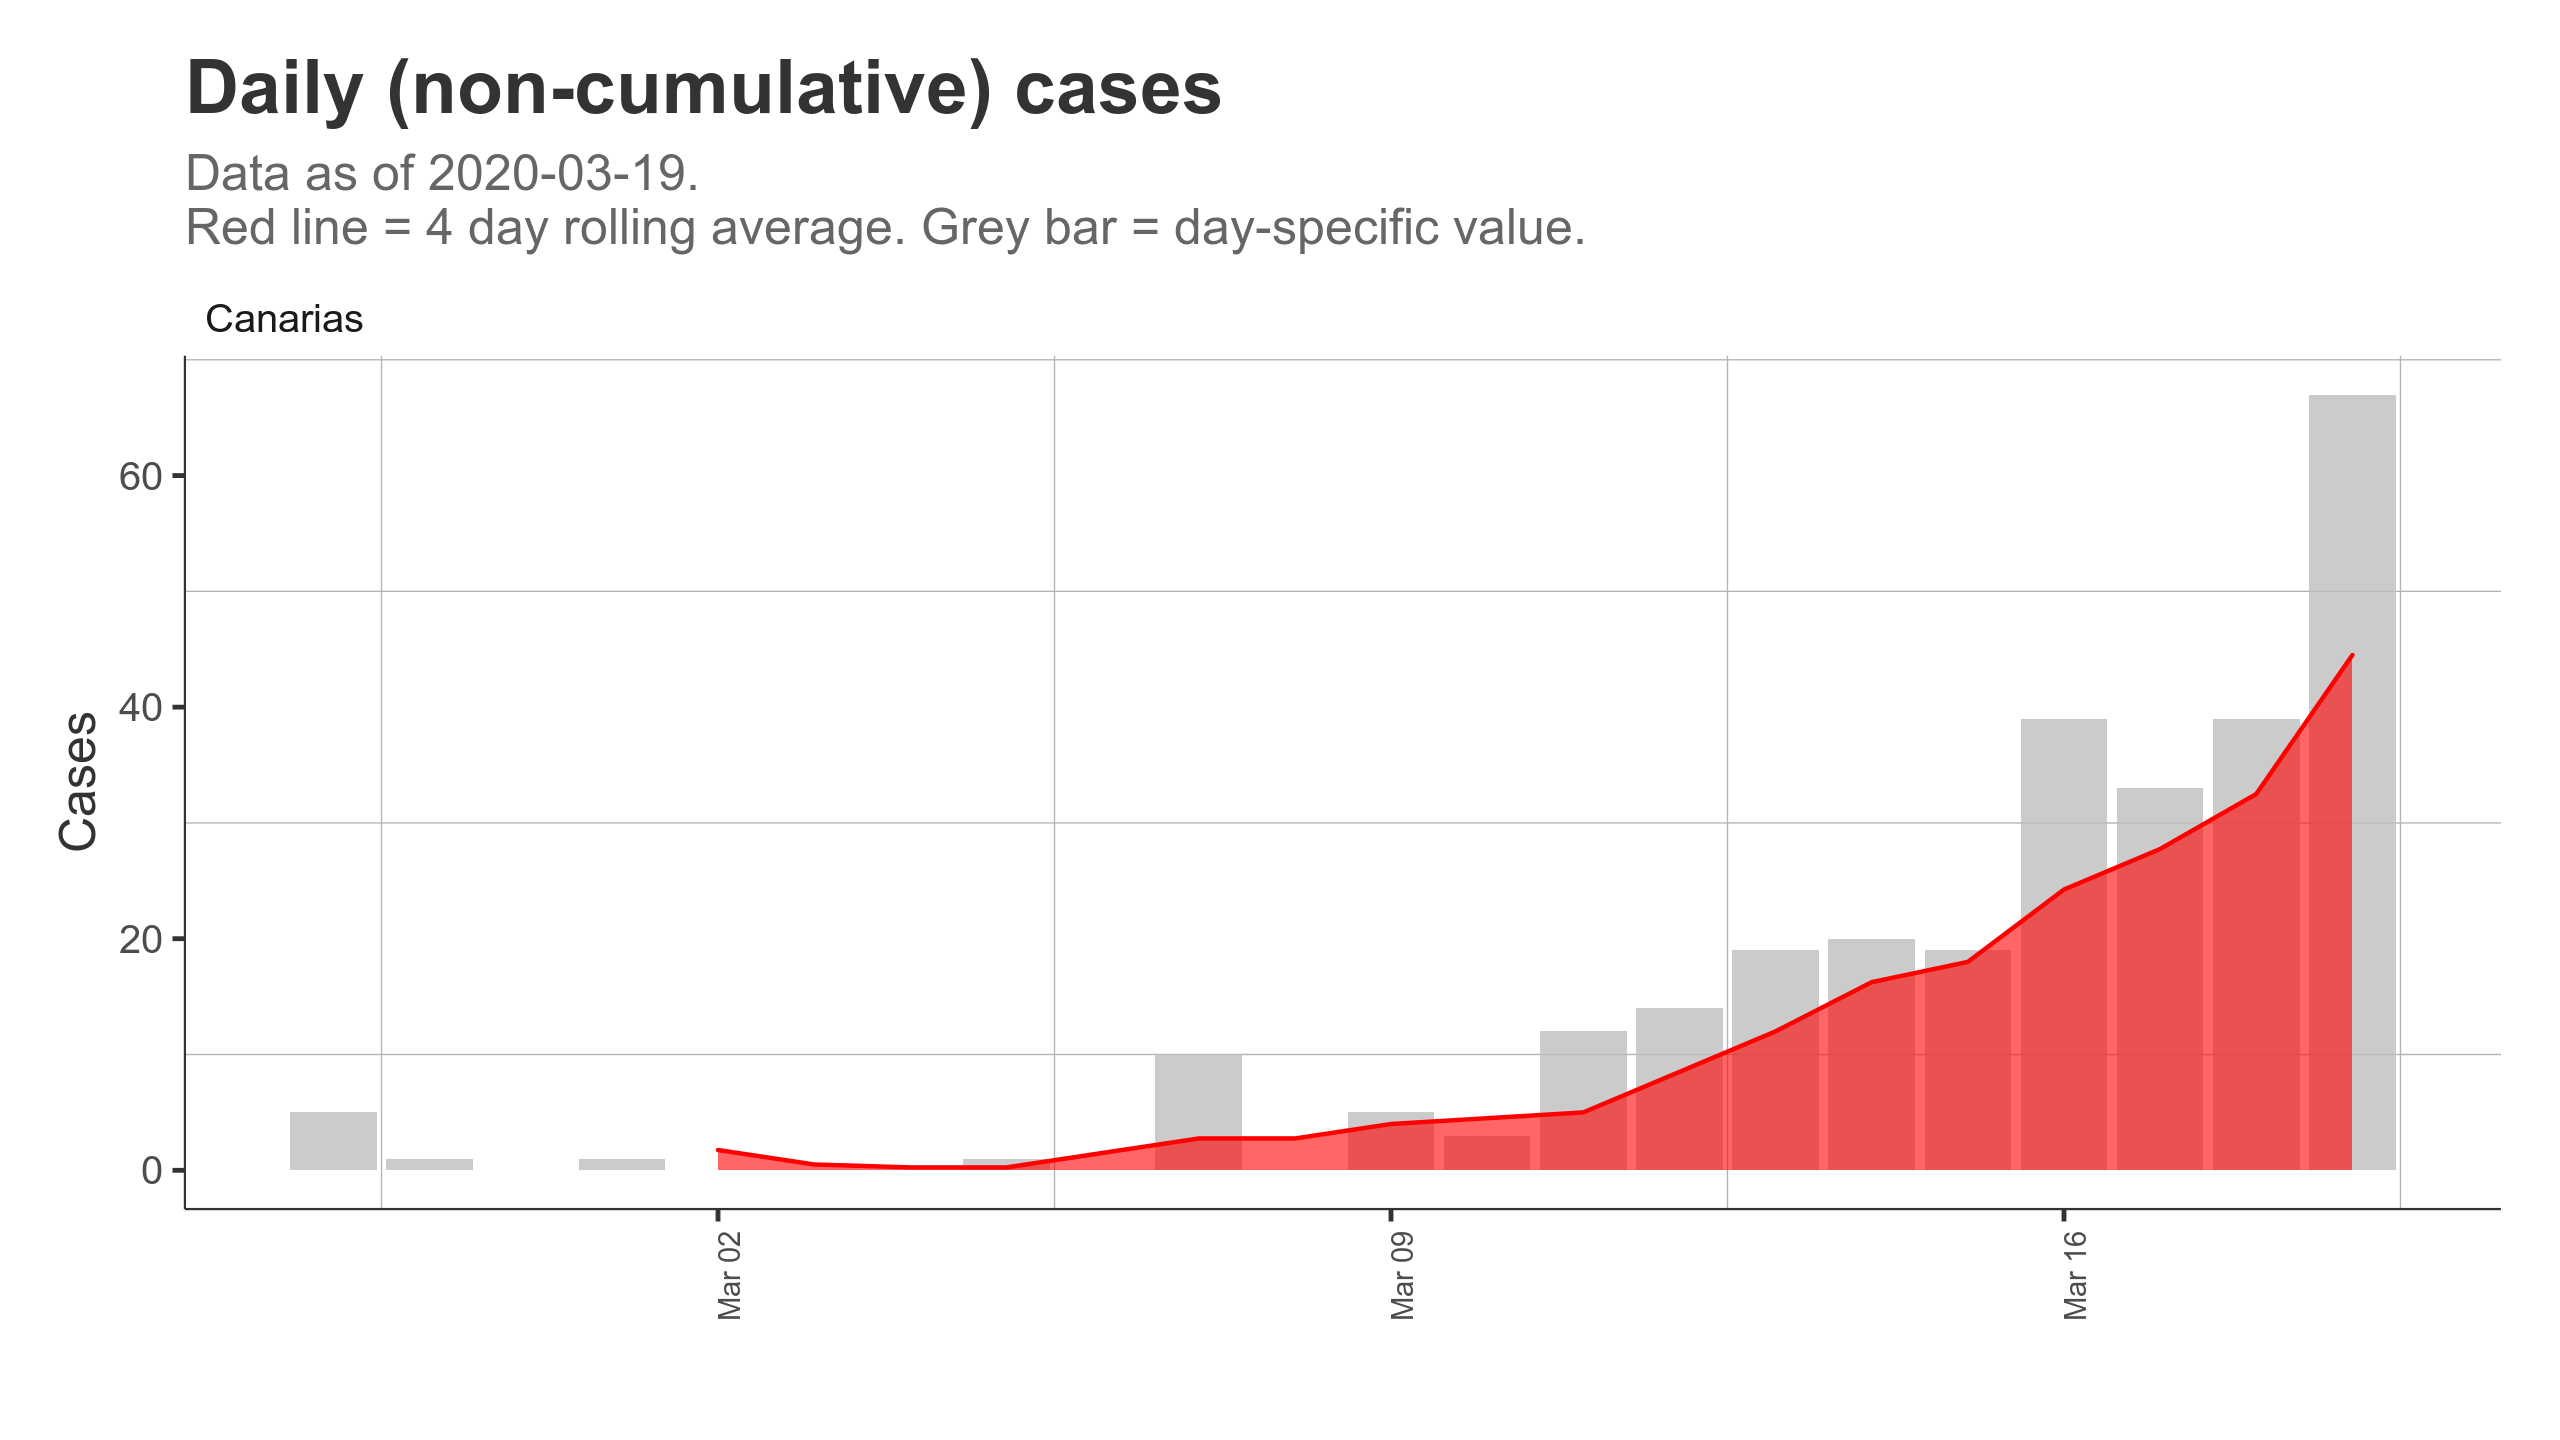 Daily (non-cumulative) cases
Data as of 2020-03-19.
Red line = 4 day rolling average. Grey bar = day-specific value.
Canarias
60
40
20
0
Cases
Mar 02
Mar 09
Mar 16